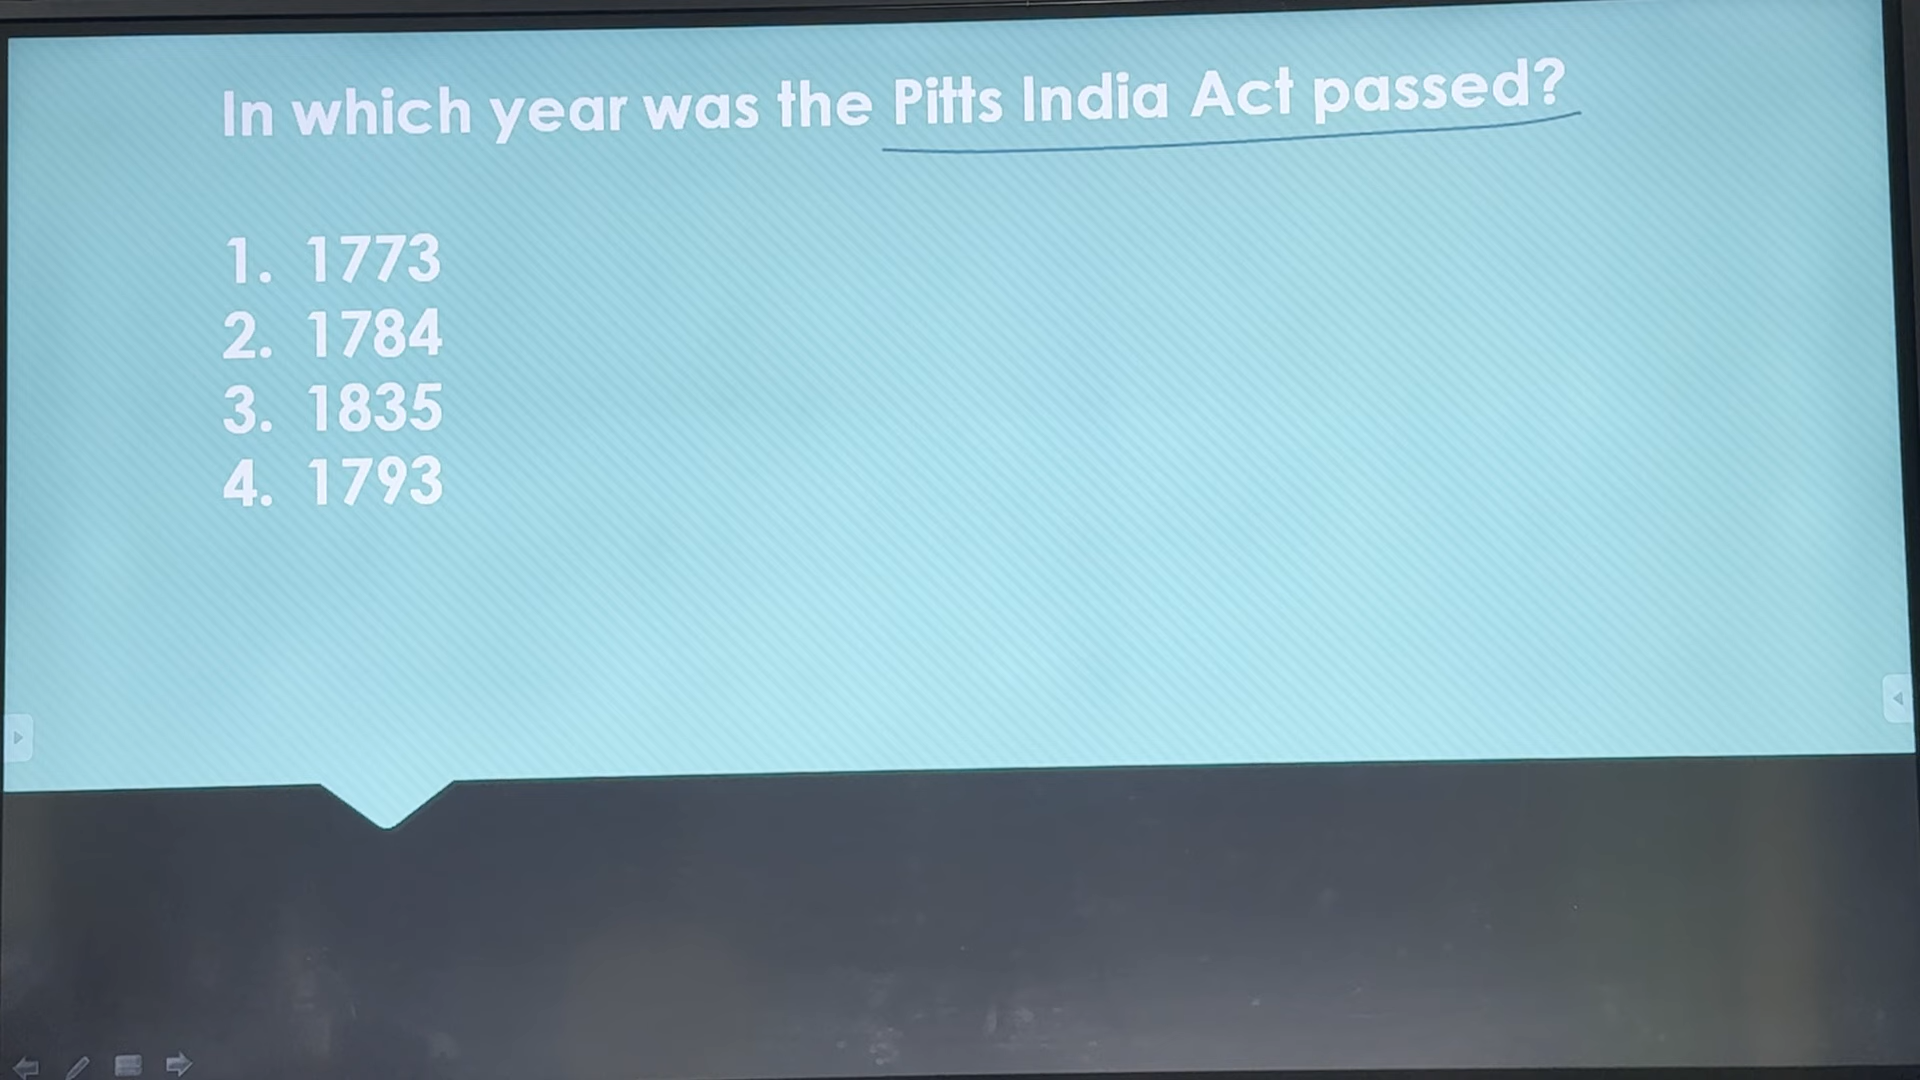 In which year was the Pitts India Act passed?
1. 1773
2. 1784
3. 1835
4. 1793